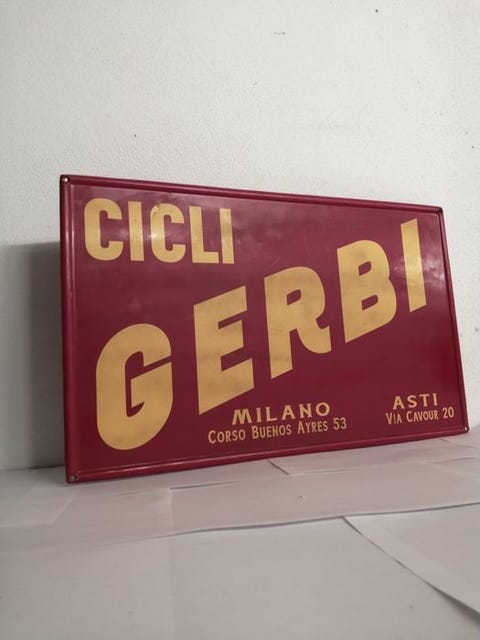 CICLI
GERBI
MILANO
CORSO BUENOS AYRES 53
ASTI
VIA CAVOUR 20